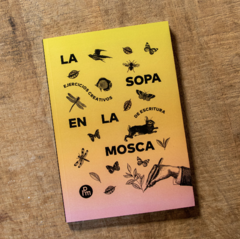 LA
SOPA
EJERCICIOS CREATIVOS
EN LA
DE ESCRITURA
MOSCA